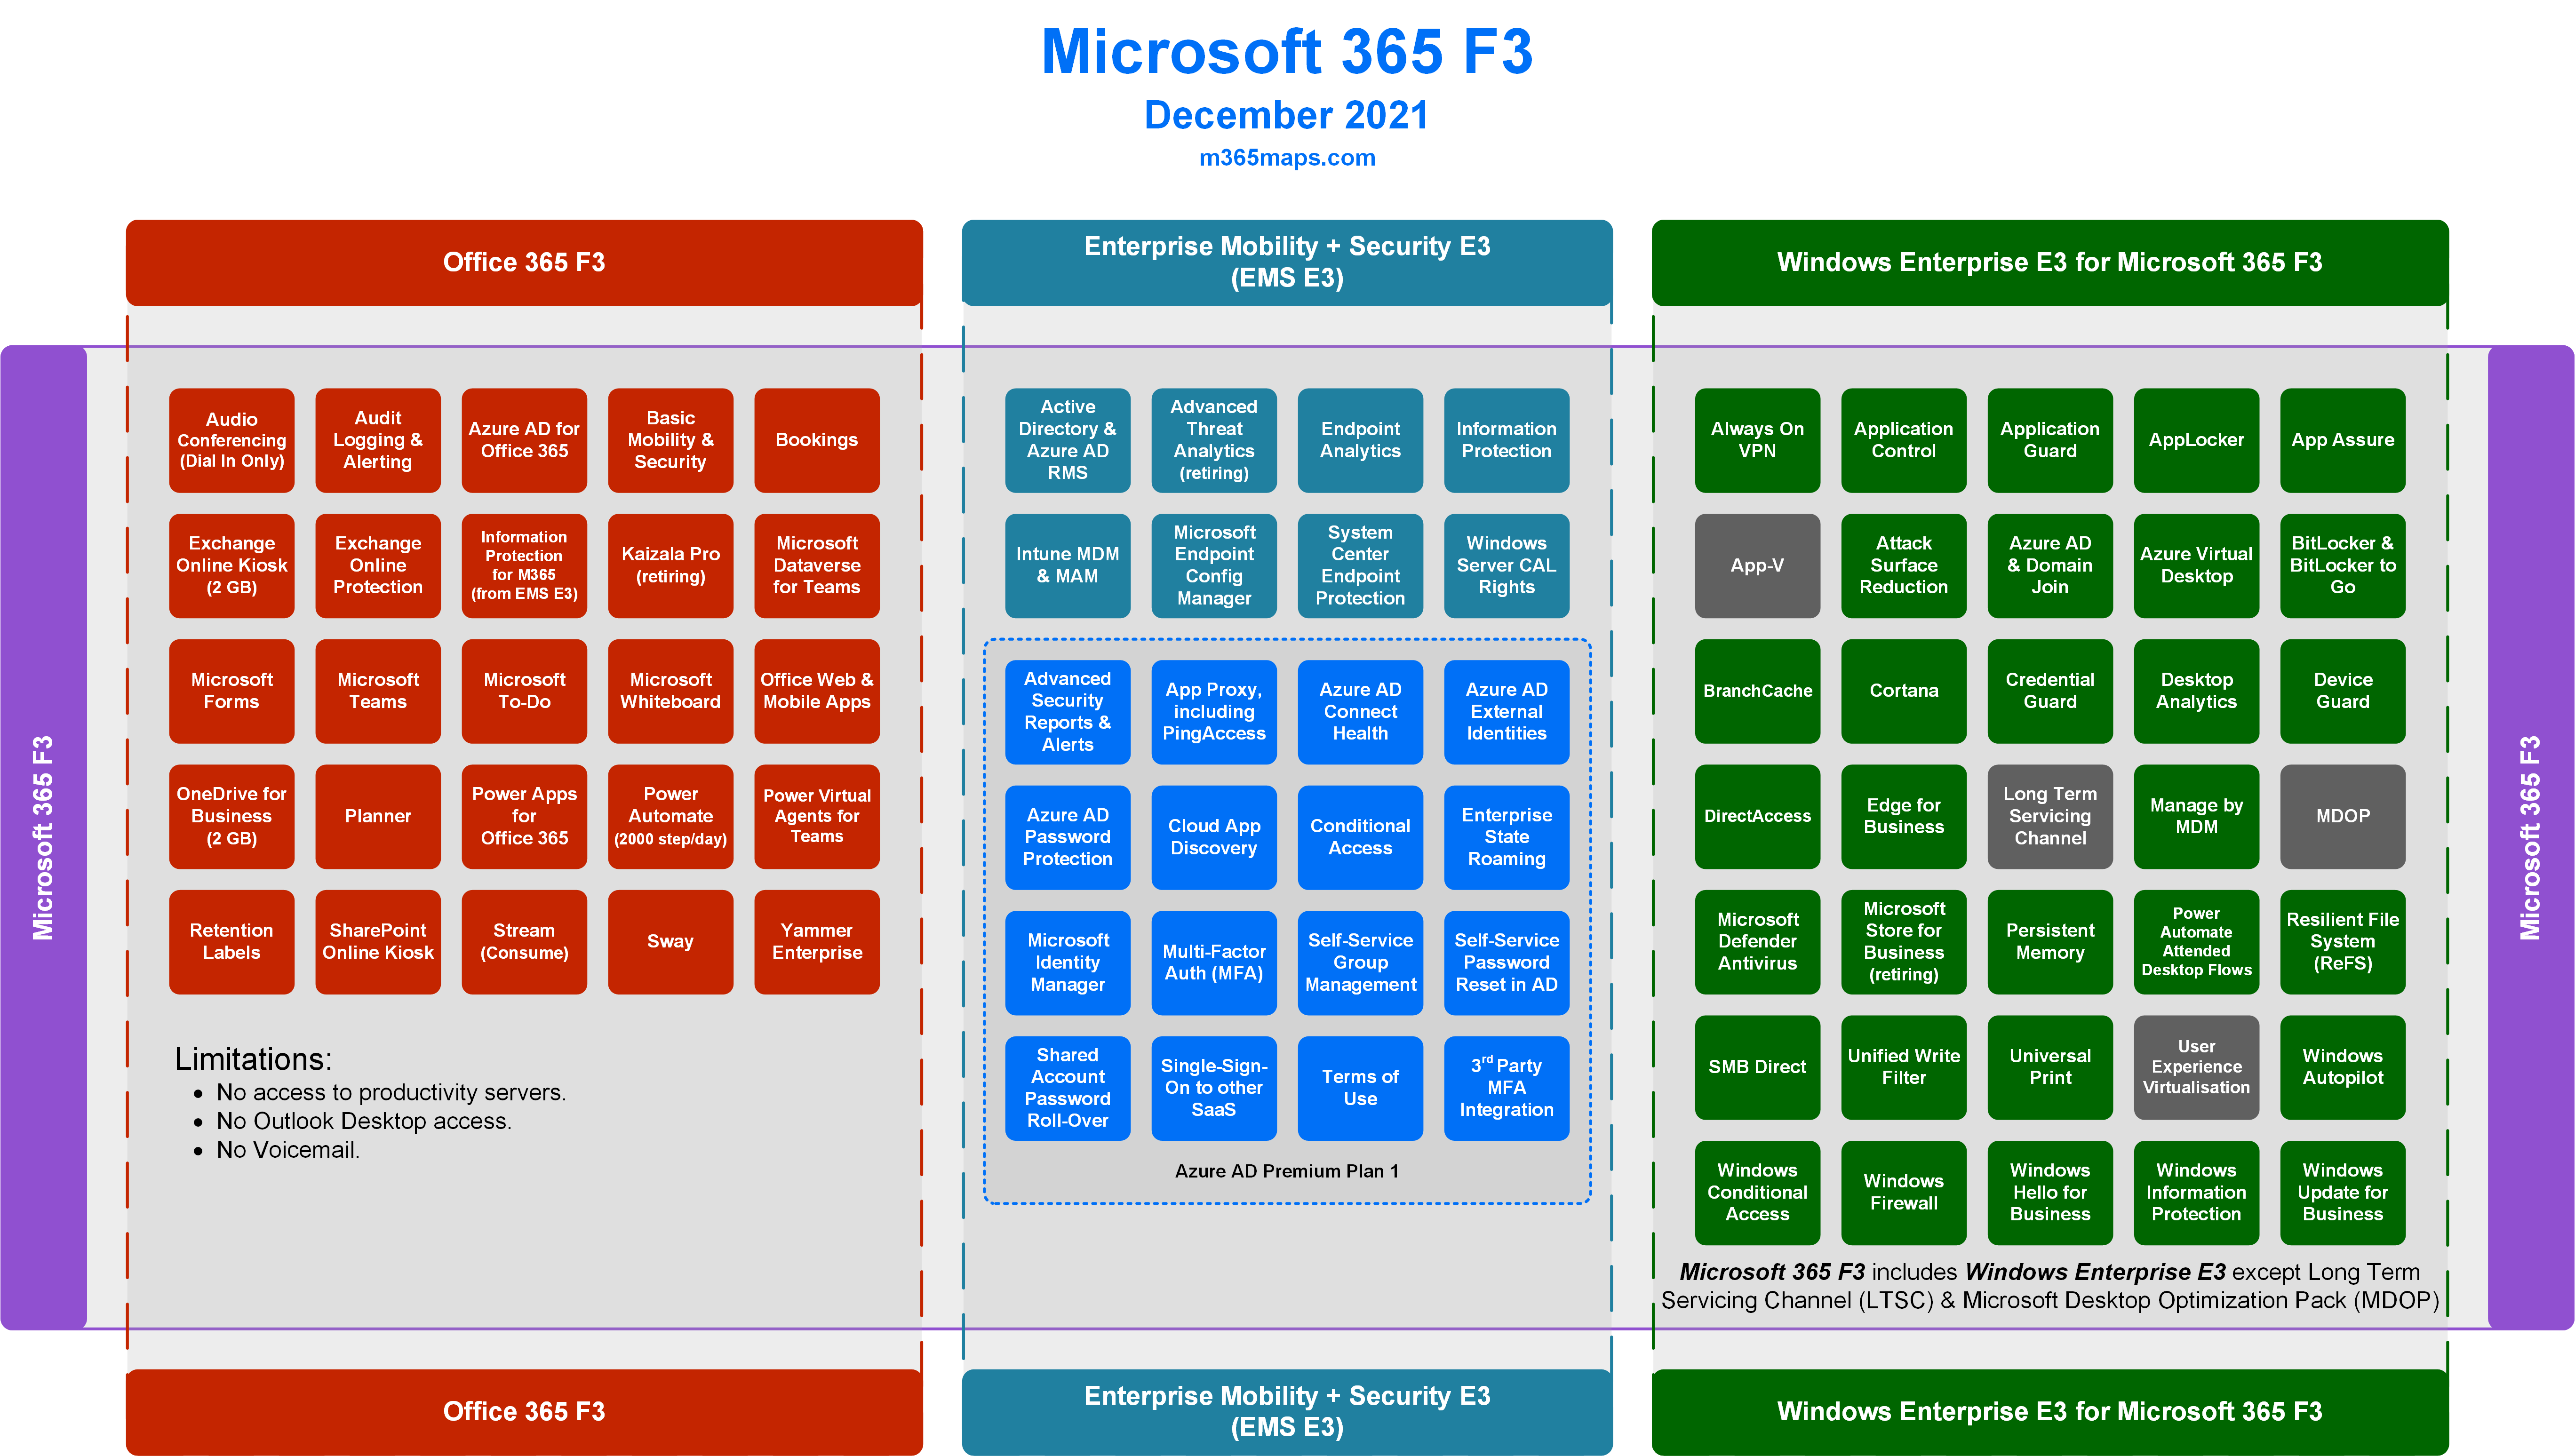 Microsoft 365 F3
December 2021
m365maps.com
Office 365 F3
Enterprise Mobility + Security E3
(EMS E3)
Windows Enterprise E3 for Microsoft 365 F3
Microsoft 365 F3
Audio
Conferencing
(Dial In Only)
Audit
Logging &
Alerting
Azure AD for
Office 365
Basic
Mobility &
Security
Bookings
Exchange
Online Kiosk
(2 GB)
Exchange
Online
Protection
Information
Protection
for M365
(from EMS E3)
Kaizala Pro
(retiring)
Microsoft
Dataverse
for Teams
Microsoft
Forms
Microsoft
Teams
Microsoft
To-Do
Microsoft
Whiteboard
Office Web &
Mobile Apps
OneDrive for
Business
(2 GB)
Planner
Power Apps
for
Office 365
Power
Automate
(2000 step/day)
Power Virtual
Agents for
Teams
Retention
Labels
SharePoint
Online Kiosk
Stream
(Consume)
Sway
Yammer
Enterprise
Limitations:
• No access to productivity servers.
• No Outlook Desktop access.
• No Voicemail.
Active
Directory &
Azure AD
RMS
Advanced
Threat
Analytics
(retiring)
Endpoint
Analytics
Information
Protection
Intune MDM
& MAM
Microsoft
Endpoint
Config
Manager
System
Center
Endpoint
Protection
Windows
Server CAL
Rights
Advanced
Security
Reports &
Alerts
App Proxy,
including
PingAccess
Azure AD
Connect
Health
Azure AD
External
Identities
Azure AD
Password
Protection
Cloud App
Discovery
Conditional
Access
Enterprise
State
Roaming
Microsoft
Identity
Manager
Multi-Factor
Auth (MFA)
Self-Service
Group
Management
Self-Service
Password
Reset in AD
Shared
Account
Password
Roll-Over
Single-Sign-
On to other
SaaS
Terms of
Use
3rd Party
MFA
Integration
Azure AD Premium Plan 1
Always On
VPN
Application
Control
Application
Guard
AppLocker
App Assure
App-V
Attack
Surface
Reduction
Azure AD
& Domain
Join
Azure Virtual
Desktop
BitLocker &
BitLocker to
Go
BranchCache
Cortana
Credential
Guard
Desktop
Analytics
Device
Guard
DirectAccess
Edge for
Business
Long Term
Servicing
Channel
Manage by
MDM
MDOP
Microsoft
Defender
Antivirus
Microsoft
Store for
Business
(retiring)
Persistent
Memory
Power
Automate
Attended
Desktop Flows
Resilient File
System
(ReFS)
SMB Direct
Unified Write
Filter
Universal
Print
User
Experience
Virtualisation
Windows
Autopilot
Windows
Conditional
Access
Windows
Firewall
Windows
Hello for
Business
Windows
Information
Protection
Windows
Update for
Business
Microsoft 365 F3 includes Windows Enterprise E3 except Long Term
Servicing Channel (LTSC) & Microsoft Desktop Optimization Pack (MDOP)
Microsoft 365 F3
Office 365 F3
Enterprise Mobility + Security E3
(EMS E3)
Windows Enterprise E3 for Microsoft 365 F3